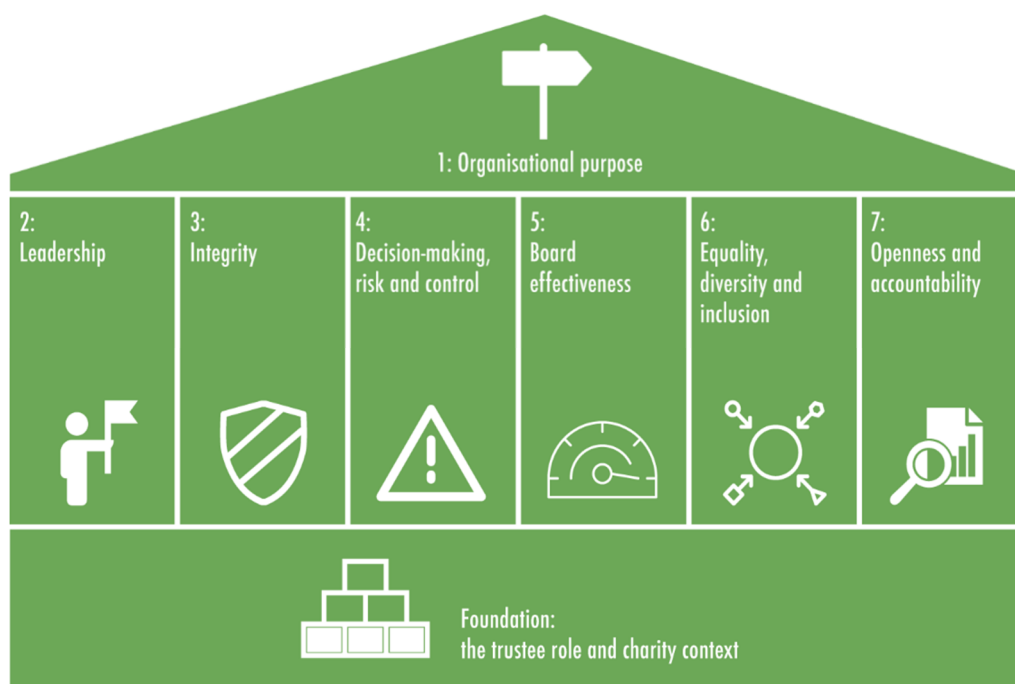 1: Organisational purpose
2:
Leadership
3:
Integrity
4:
Decision-making,
risk and control
5:
Board
effectiveness
6:
Equality,
diversity and
inclusion
7:
Openness and
accountability
Foundation:
the trustee role and charity context